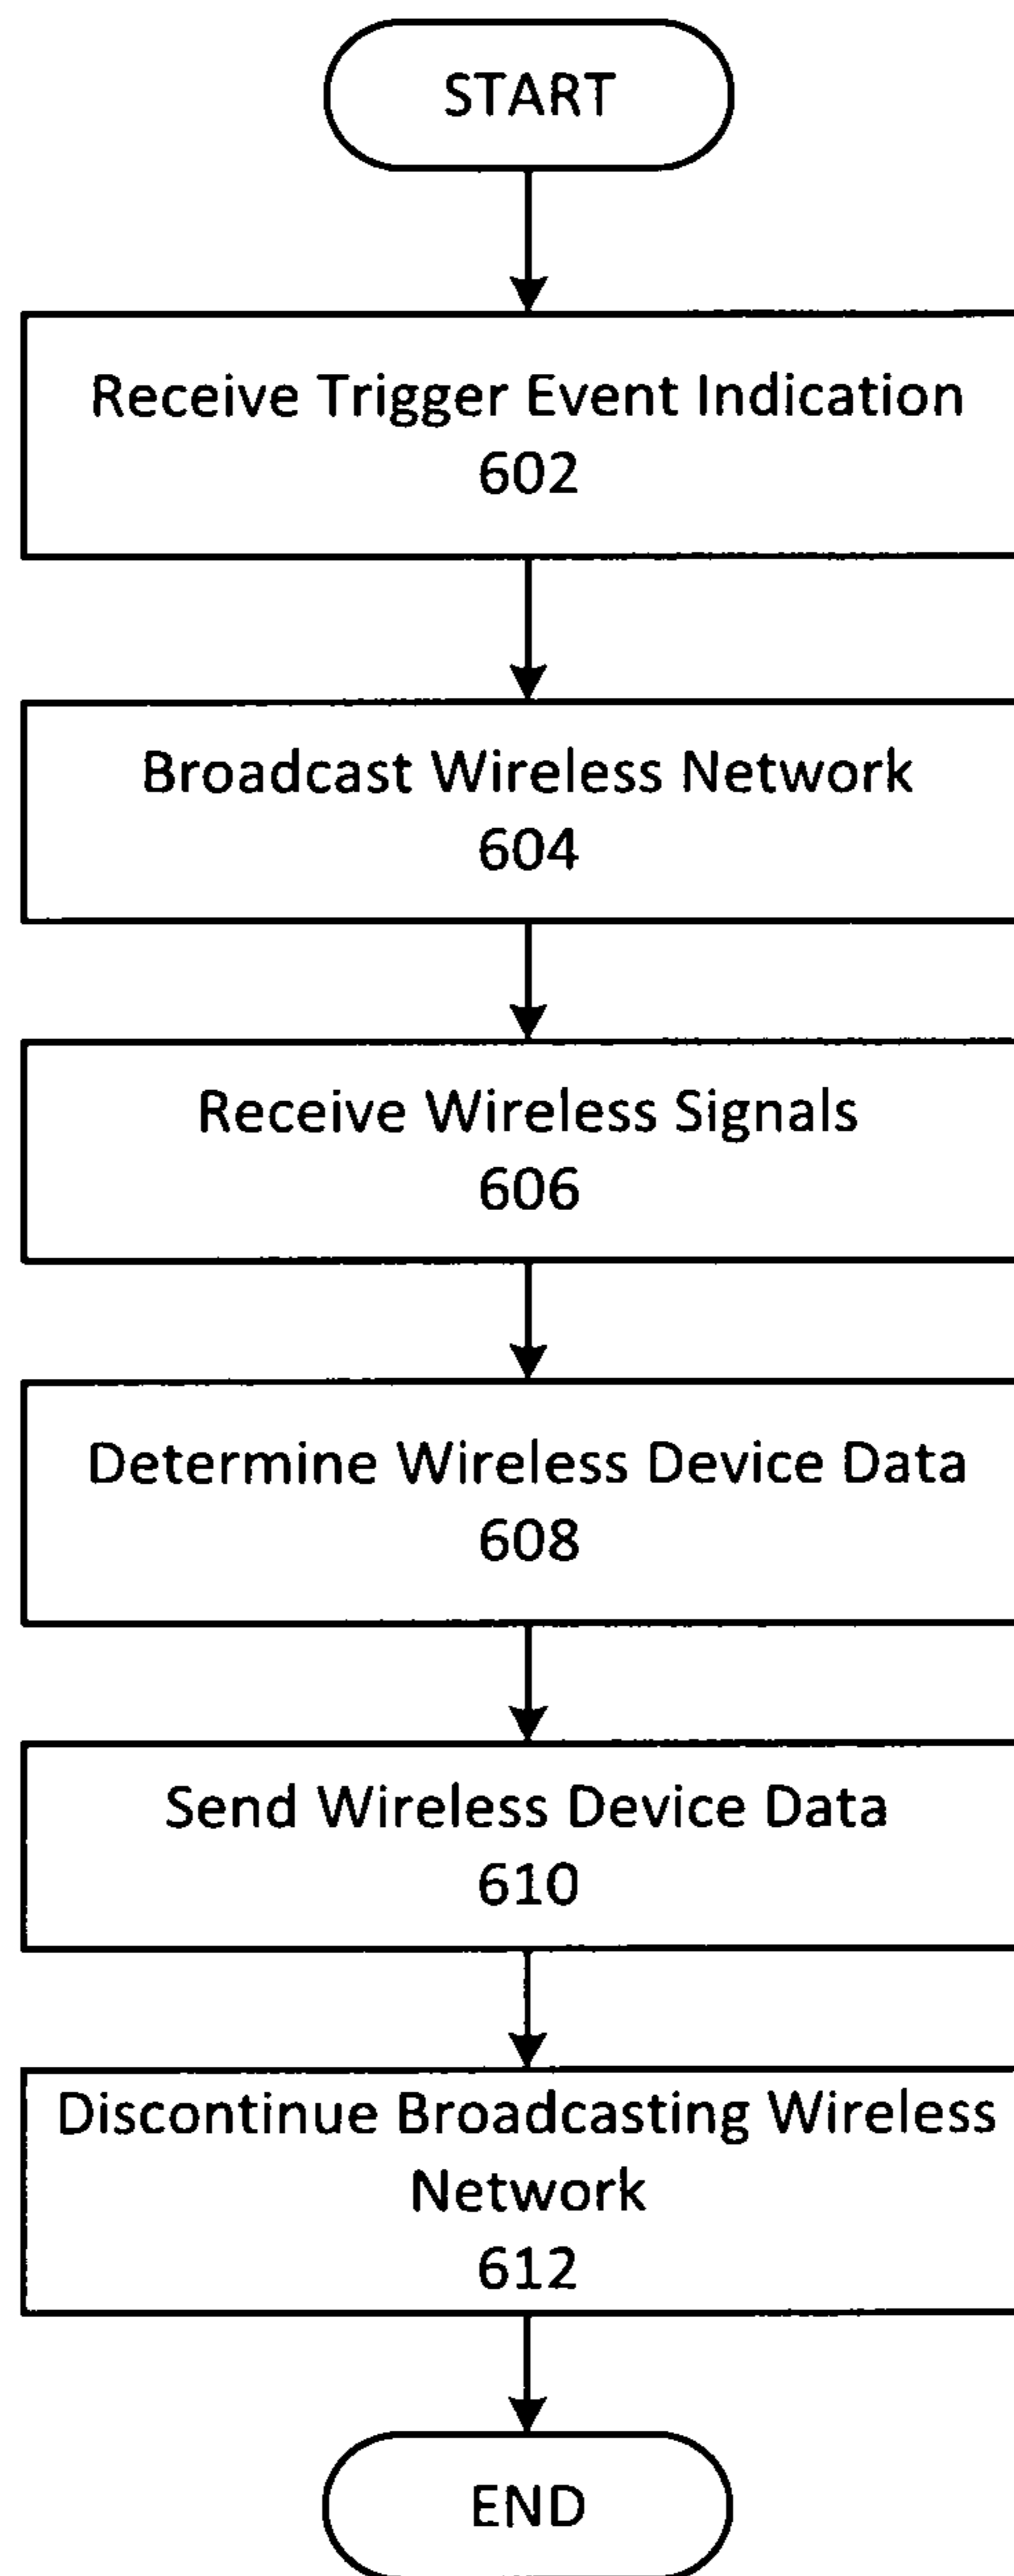 START
Receive Trigger Event Indication
602
Broadcast Wireless Network
604
Receive Wireless Signals
606
Determine Wireless Device Data
608
Send Wireless Device Data
610
Discontinue Broadcasting Wireless
Network
612
END